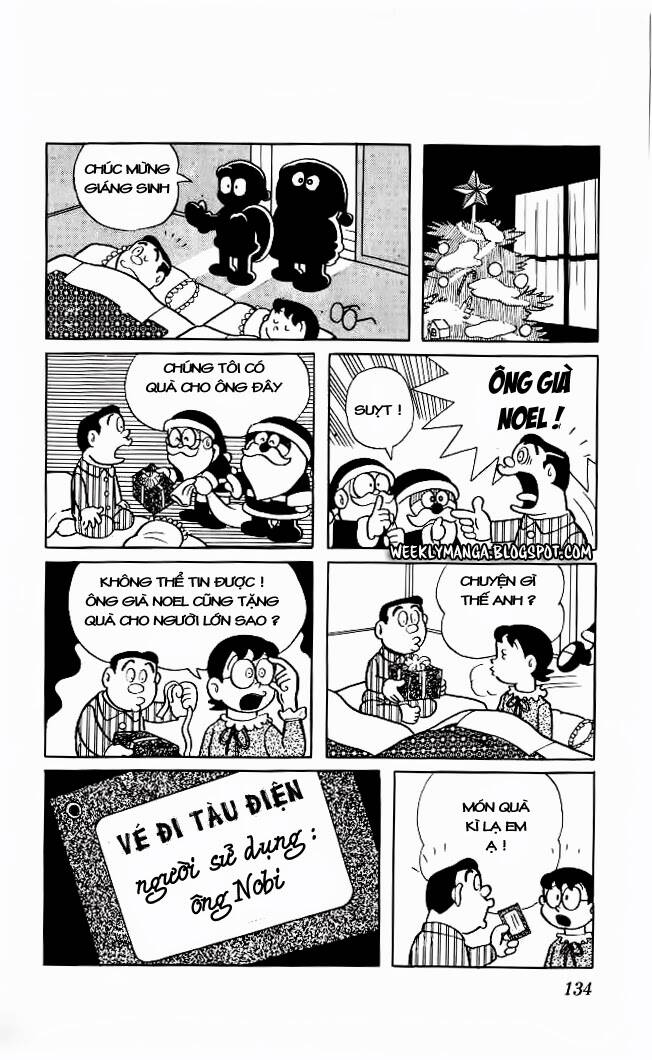 CHÚC MỪNG
GIÁNG SINH
CHÚNG TÔI CÓ
QUÀ CHO ÔNG ĐÂY
SUỴT !
ÔNG GIÀ
NOEL !
WEEKLYMANGA.BLOGSPOT.COM
KHÔNG THỂ TIN ĐƯỢC !
ÔNG GIÀ NOEL CŨNG TẶNG
QUÀ CHO NGƯỜI LỚN SAO ?
CHUYỆN GÌ
THẾ ANH ?
VÉ ĐI TÀU ĐIỆN
người sử dụng :
ông Nobi
MÓN QUÀ
KÌ LẠ EM
Ạ !
134